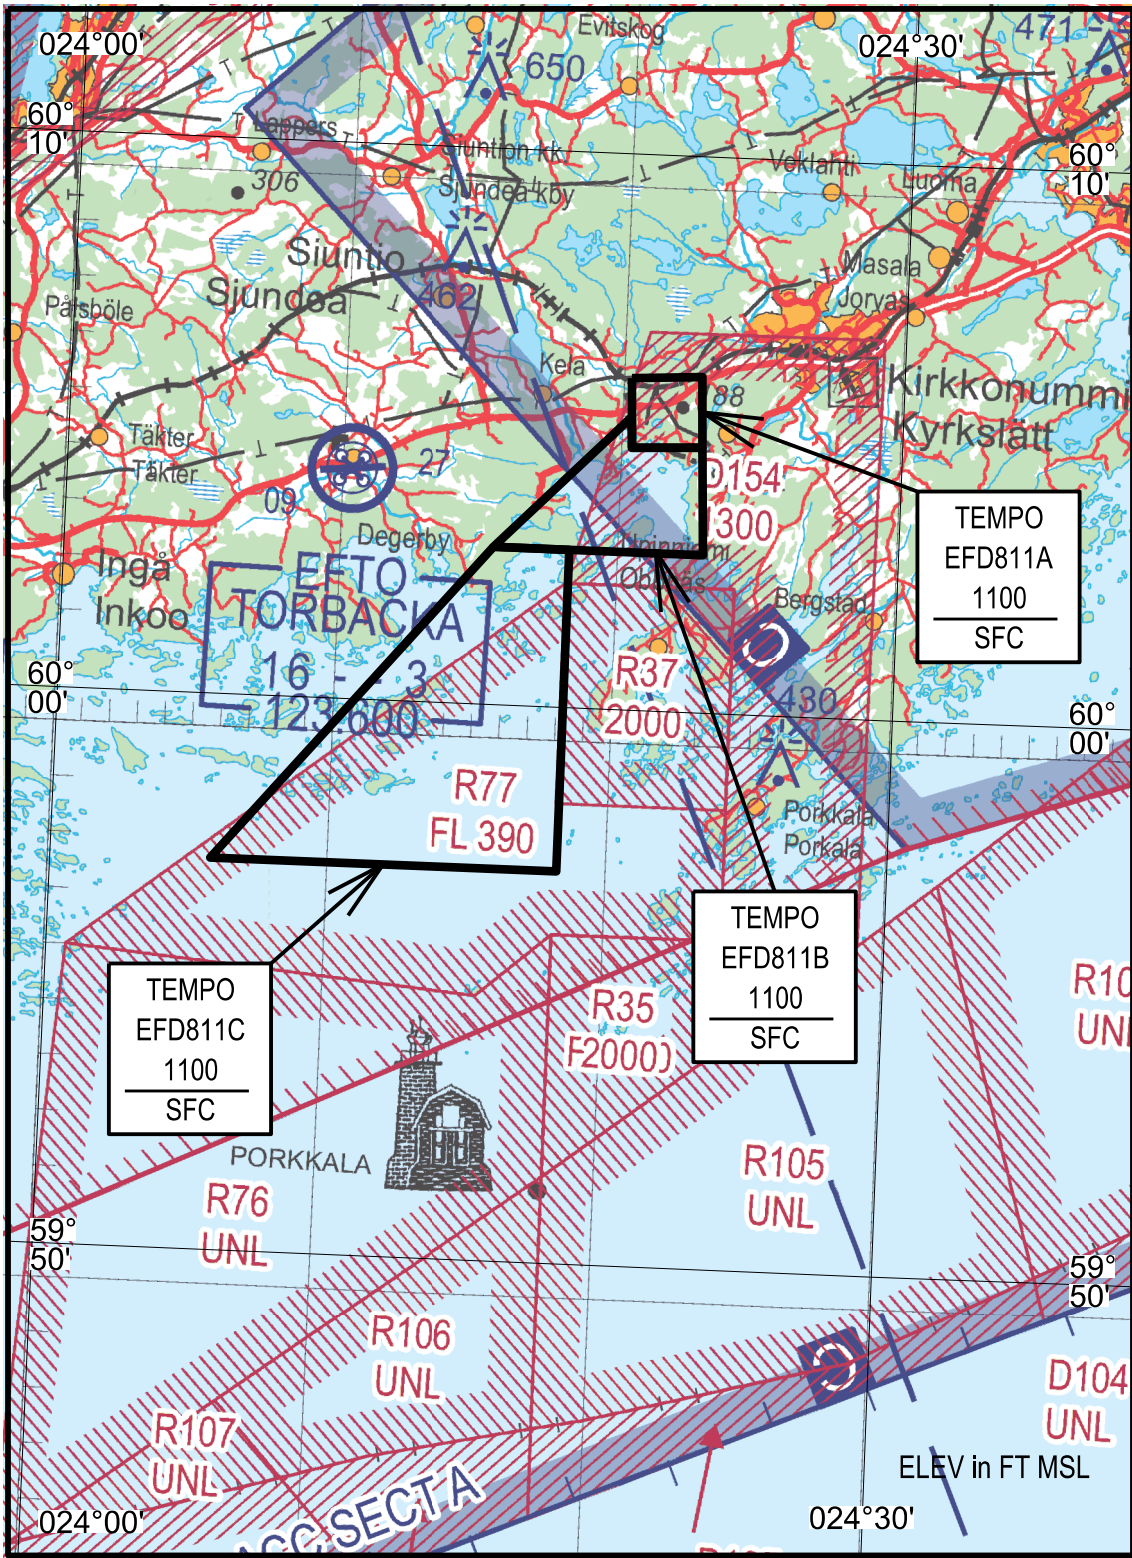 024°00'
Evitskog
024°30'
471
650
60°
10'
Lappers
Siuntion kk
Sjundeå kby
306
Veklahti
60°
10'
Luoma
Siuntio
Sjundeå
462
Masala
Jorvas
Påtsböle
Kela
88
Kirkkonummi
Kyrkslätt
Täkter
Täkter
27
09
D154
1300
Degerby
Upinniemi
Obbnäs
Ingå
Inkoo
EFTO
TORBACKA
16 - - 3
123.600
Bergstad
TEMPO
EFD811A
1100
SFC
R37
2000
60°
00'
430
60°
00'
R77
FL 390
Porkkala
Porkala
TEMPO
EFD811B
1100
SFC
TEMPO
EFD811C
1100
SFC
R35
F2000
R10
UNL
PORKKALA
R76
UNL
R105
UNL
59°
50'
59°
50'
R106
UNL
D104
UNL
R107
UNL
ELEV in FT MSL
ACC SECT A
024°00'
024°30'